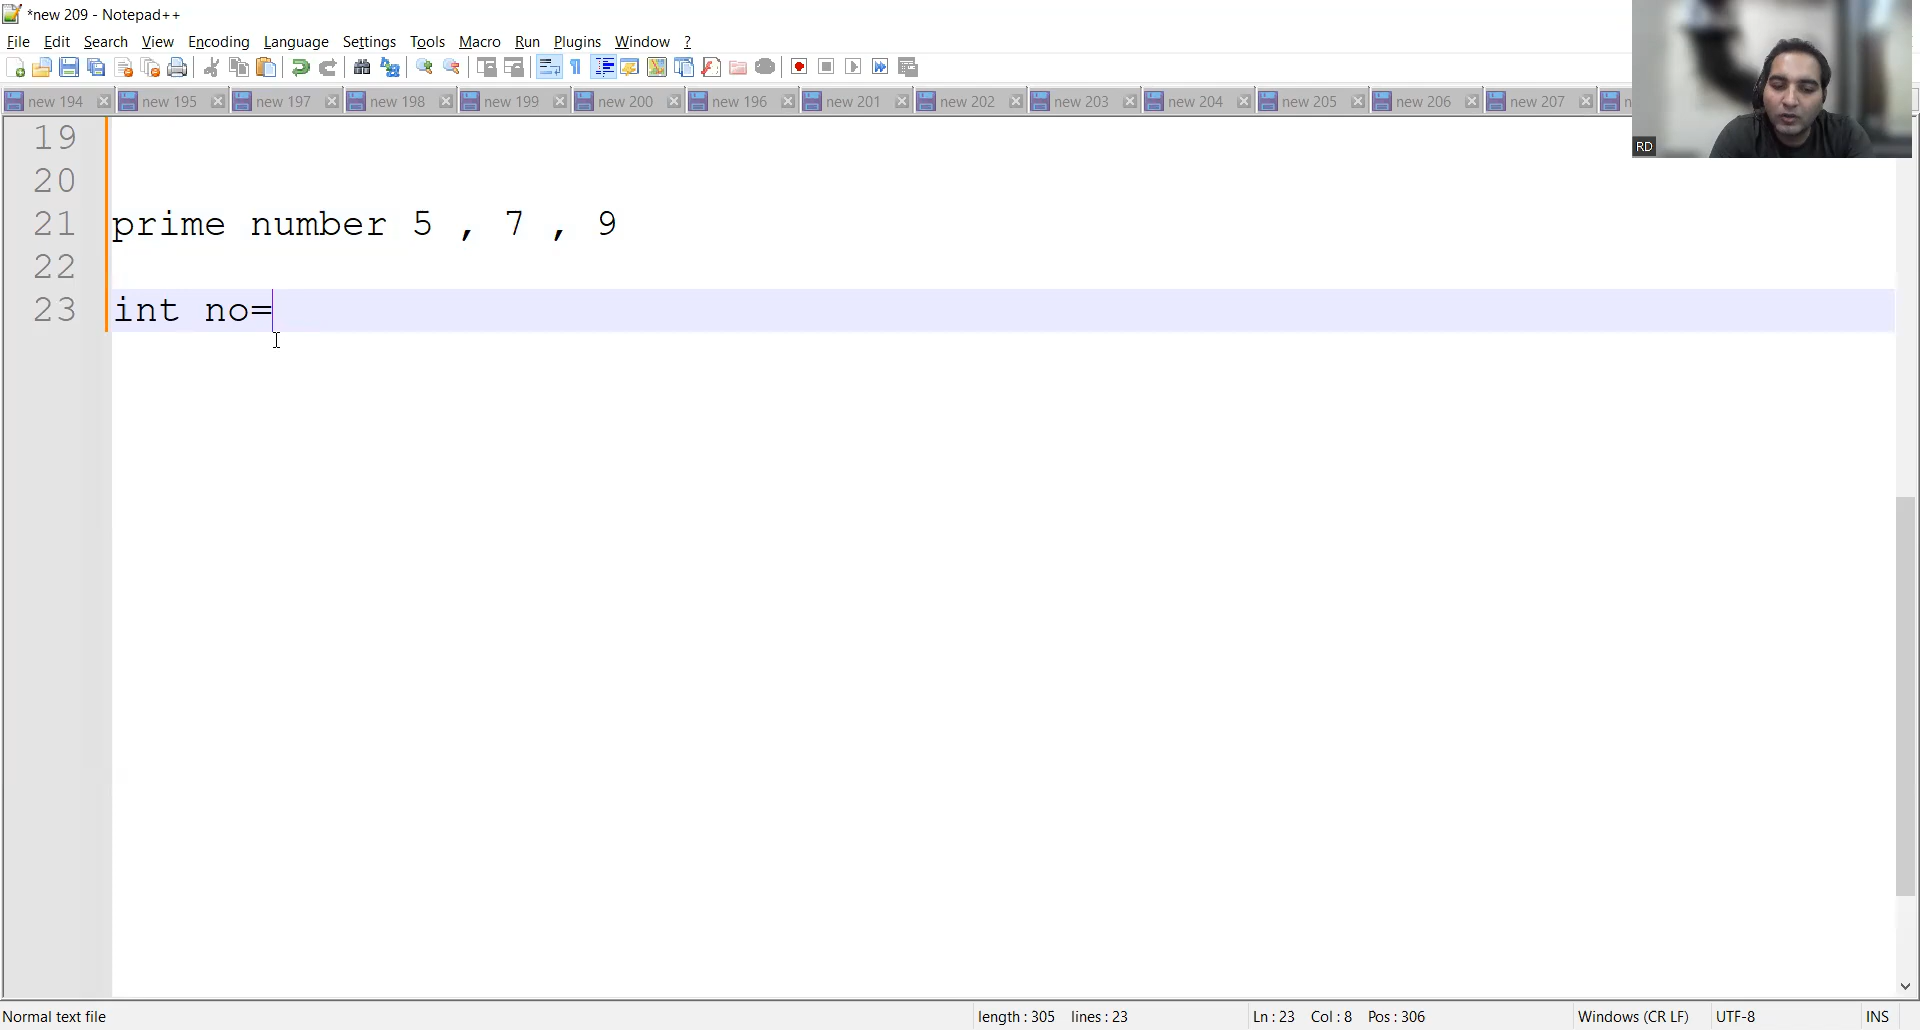 *new 209 - Notepad++
File Edit Search View Encoding Language Settings Tools Macro Run Plugins Window ?
new 194 new 195 new 197 new 198 new 199 new 200 new 196 new 201 new 202 new 203 new 204 new 205 new 206 new 207 n
RD
19
20
21 prime number 5 , 7 , 9
22
23 int no=
Normal text file length : 305 lines : 23 Ln : 23 Col : 8 Pos : 306 Windows (CR LF) UTF-8 INS